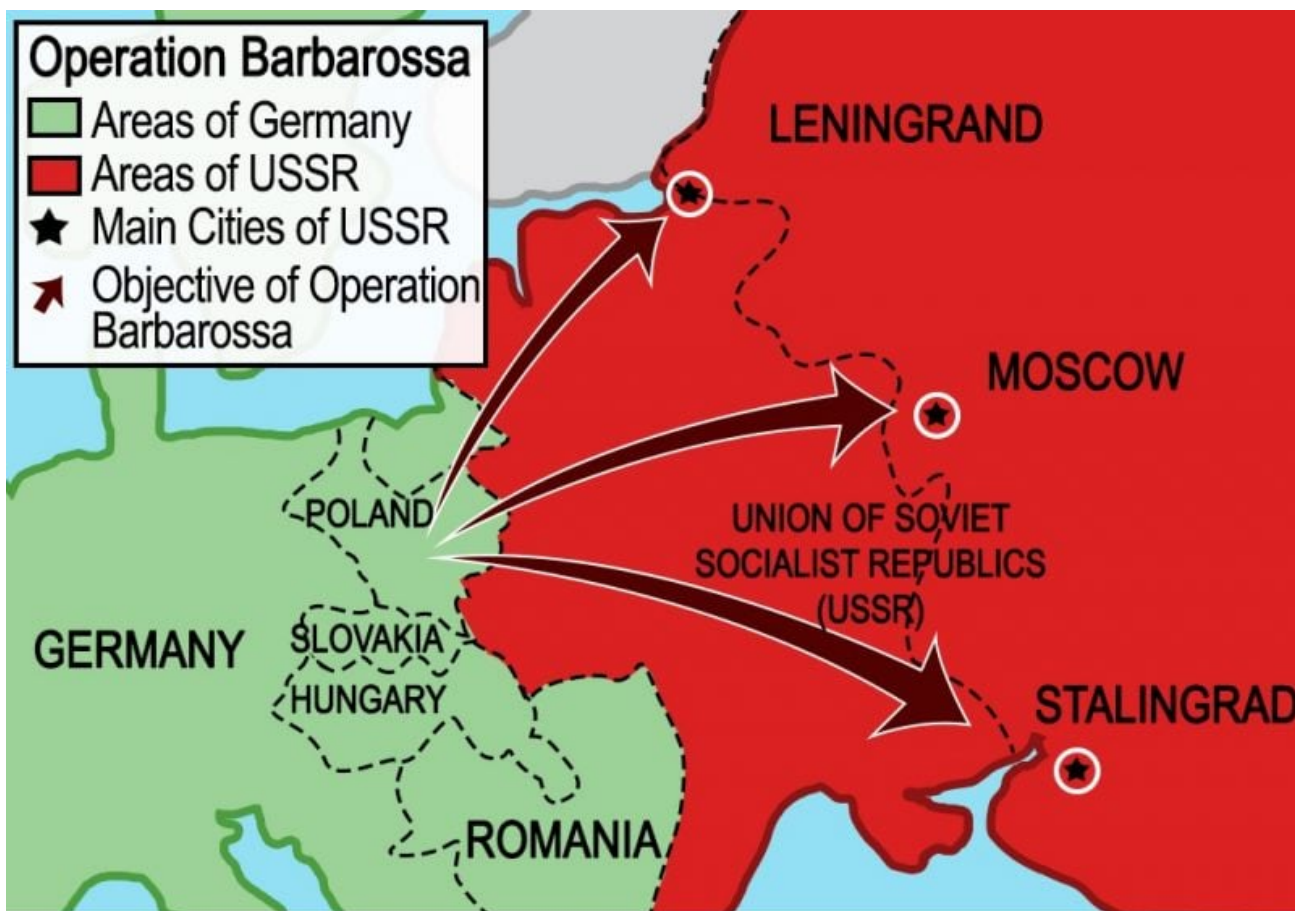 Operation Barbarossa
Areas of Germany
Areas of USSR
Main Cities of USSR
Objective of Operation
Barbarossa
LENINGRAND
MOSCOW
POLAND
UNION OF SOVIET
SOCIALIST REPUBLICS
(USSR)
GERMANY
SLOVAKIA
HUNGARY
STALINGRAD
ROMANIA